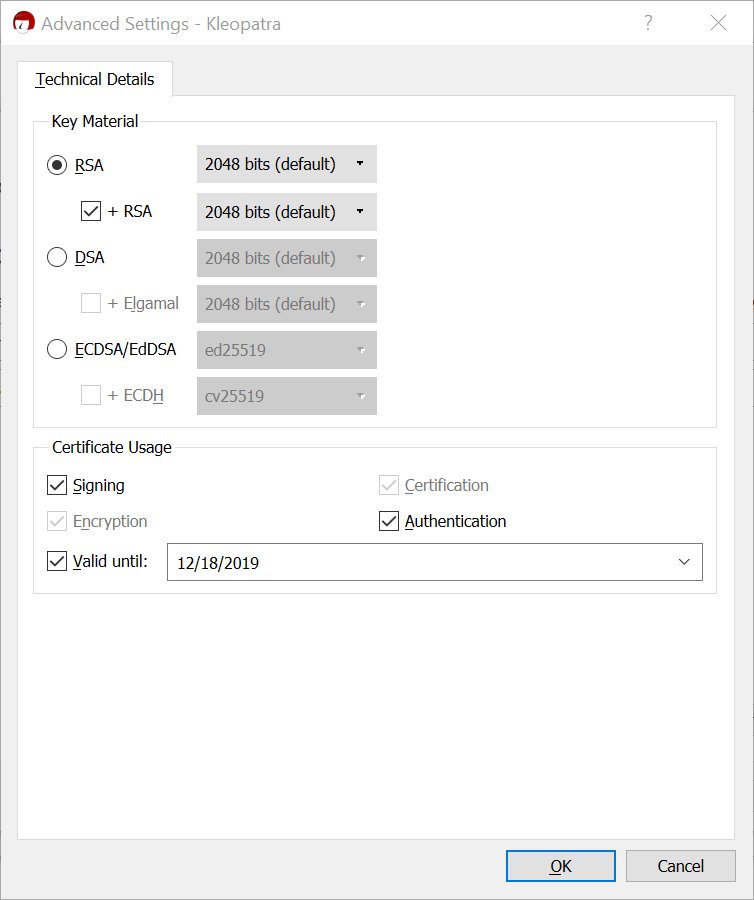 Advanced Settings - Kleopatra ?
Technical Details
Key Material
RSA 2048 bits (default)
+ RSA 2048 bits (default)
DSA 2048 bits (default)
+ Elgamal 2048 bits (default)
ECDSA/EdDSA ed25519
+ ECDH cv25519
Certificate Usage
Signing Certification
Encryption Authentication
Valid until: 12/18/2019
OK Cancel